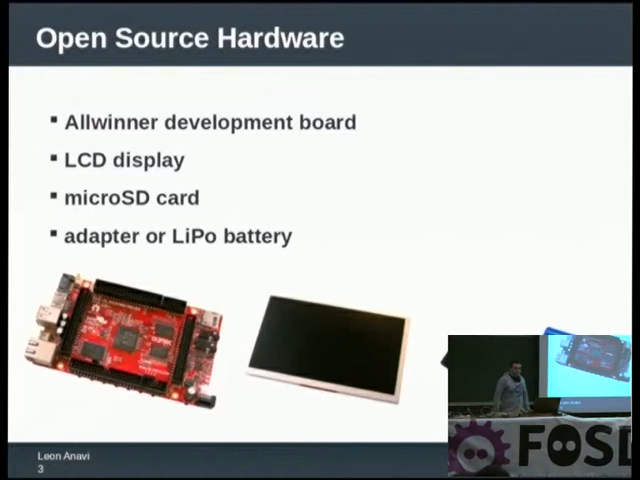 Open Source Hardware
Allwinner development board
LCD display
microSD card
adapter or LiPo battery
Leon Anavi
3
FOSD